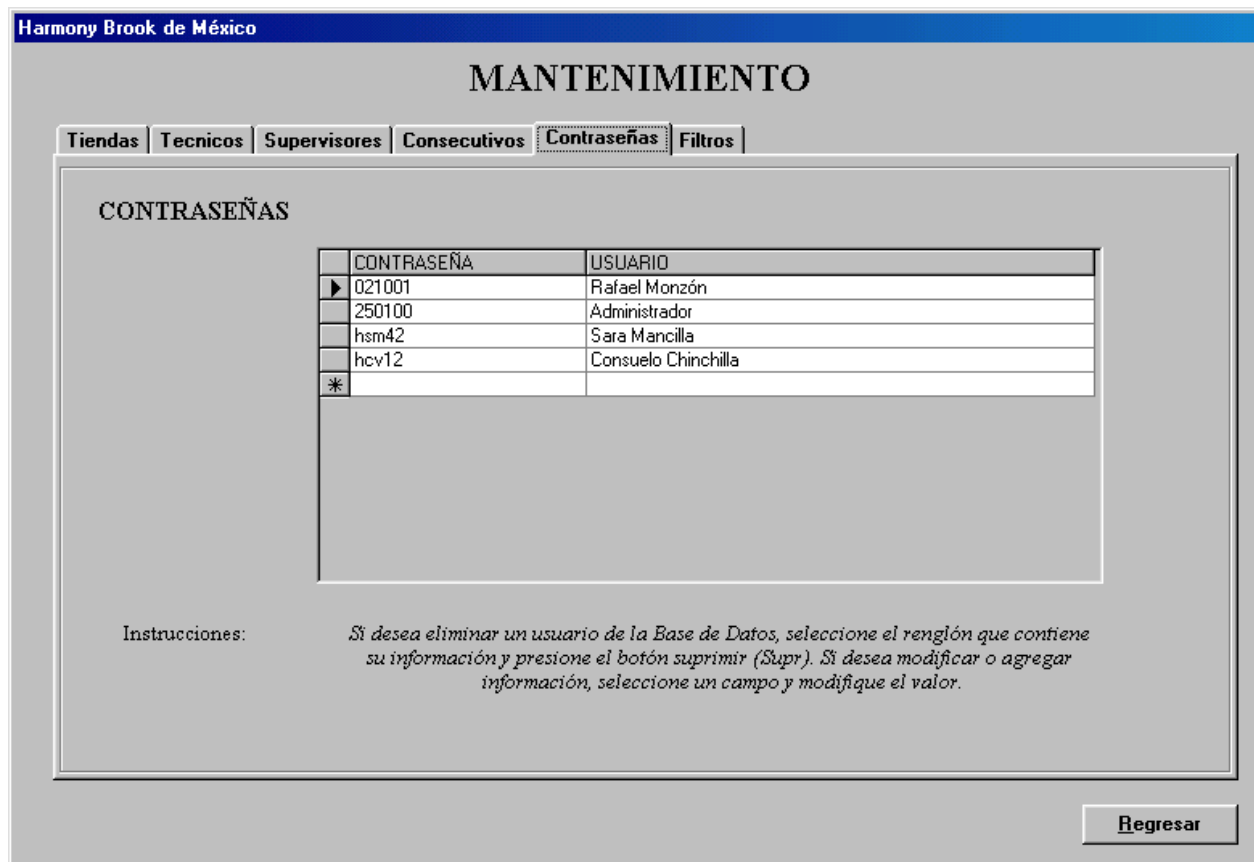 Harmony Brook de México
MANTENIMIENTO
Tiendas Tecnicos Supervisores Consecutivos Contraseñas Filtros
CONTRASEÑAS
CONTRASEÑA USUARIO
021001 Rafael Monzón
250100 Administrador
hsm42 Sara Mancilla
hcv12 Consuelo Chinchilla
Instrucciones: Si desea eliminar un usuario de la Base de Datos, seleccione el renglón que contiene
su información y presione el botón suprimir (Supr). Si desea modificar o agregar
información, seleccione un campo y modifique el valor.
Regresar